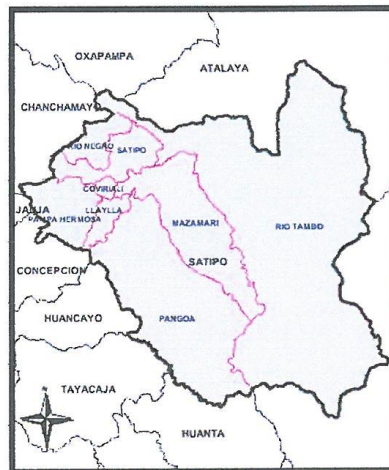 OXAPAMPA
ATALAYA
CHANCHAMAYO
RIO NEGRO
SATIPO
COVIRIALI
LLAYLLA
JAUJA
PAMPA HERMOSA
MAZAMARI
RIO TAMBO
SATIPO
CONCEPCION
HUANCAYO
PANGOA
TAYACAJA
HUANTA
N